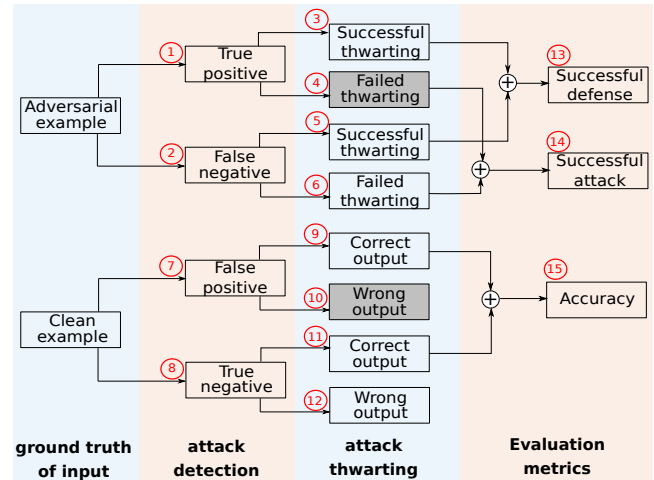 3
Successful
thwarting
1
True
positive
13
Successful
defense
4
Failed
thwarting
Adversarial
example
5
Successful
thwarting
2
False
negative
14
Successful
attack
6
Failed
thwarting
9
Correct
output
7
False
positive
15
Accuracy
10
Wrong
output
Clean
example
11
Correct
output
8
True
negative
12
Wrong
output
ground truth
of input
attack
detection
attack
thwarting
Evaluation
metrics